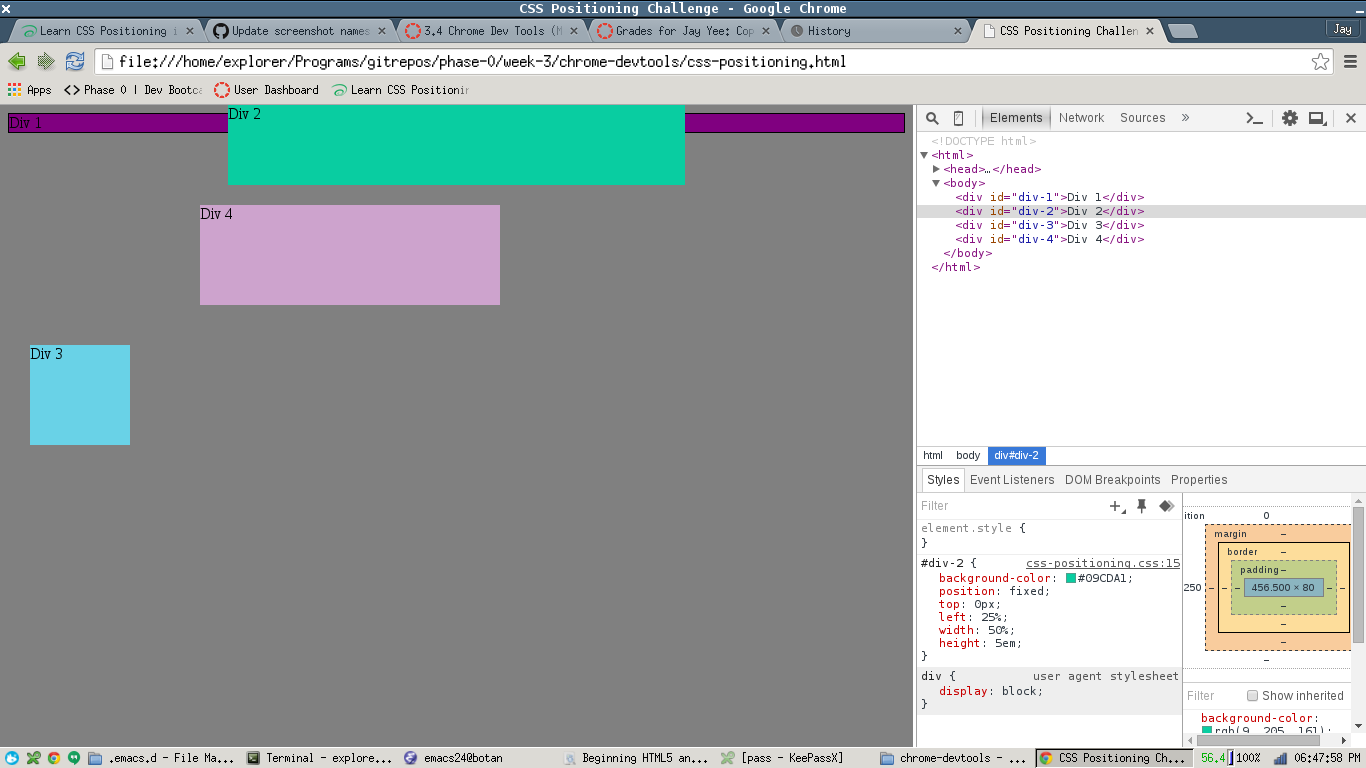 CSS Positioning Challenge - Google Chrome
Learn CSS Positioning i
Update screenshot names
3.4 Chrome Dev Tools (M
Grades for Jay Yee: Cop
History
CSS Positioning Challen
Jay
file:///home/explorer/Programs/gitrepos/phase-0/week-3/chrome-devtools/css-positioning.html
Apps
Phase 0 | Dev Bootca
User Dashboard
Learn CSS Positionin
Div 1
Div 2
Div 4
Div 3
Elements Network Sources »
<!DOCTYPE html>
<html>
<head>…</head>
<body>
<div id="div-1">Div 1</div>
<div id="div-2">Div 2</div>
<div id="div-3">Div 3</div>
<div id="div-4">Div 4</div>
</body>
</html>
html body div#div-2
Styles Event Listeners DOM Breakpoints Properties
Filter
element.style {
}
#div-2 { css-positioning.css:15
background-color: #09CDA1;
position: fixed;
top: 0px;
left: 25%;
width: 50%;
height: 5em;
}
div { user agent stylesheet
display: block;
}
ition 0
margin –
border –
padding –
250 – – – 456.500 × 80 – –
–
–
–
–
Filter Show inherited
background-color:
rgb(9, 205, 161);
.emacs.d - File Ma...
Terminal - explore...
emacs24@botan
Beginning HTML5 an...
[pass - KeePassX]
chrome-devtools - ...
CSS Positioning Ch...
56.4 100% 06:47:58 PM